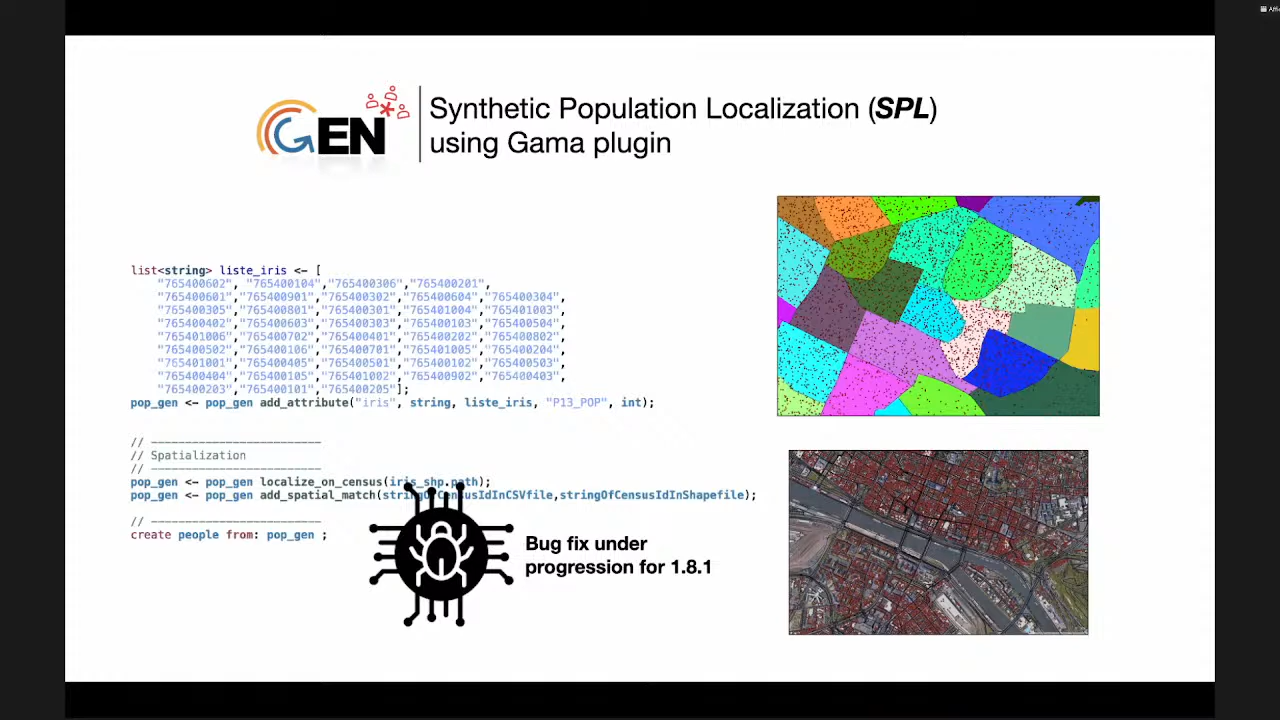 GEN
Synthetic Population Localization (SPL)
using Gama plugin
list<string> liste_iris <- [
"765400602", "765400104","765400306","765400201",
"765400601","765400901","765400302","765400604","765400304",
"765400305","765400801","765400301","765401004","765401003",
"765400402","765400603","765400303","765400103","765400504",
"765401006","765400702","765400401","765400202","765400802",
"765400502","765400106","765400701","765401005","765400204",
"765401001","765400405","765400501","765400102","765400503",
"765400404","765400105","765401002","765400902","765400403",
"765400203","765400101","765400205"];
pop_gen <- pop_gen add_attribute("iris", string, liste_iris, "P13_POP", int);
// -------------------------
// Spatialization
// -------------------------
pop_gen <- pop_gen localize_on_census(iris_shp.path);
pop_gen <- pop_gen add_spatial_match(stringOfCensusIdInCSVfile,stringOfCensusIdInShapefile);
// -------------------------
create people from: pop_gen ;
Bug fix under
progression for 1.8.1